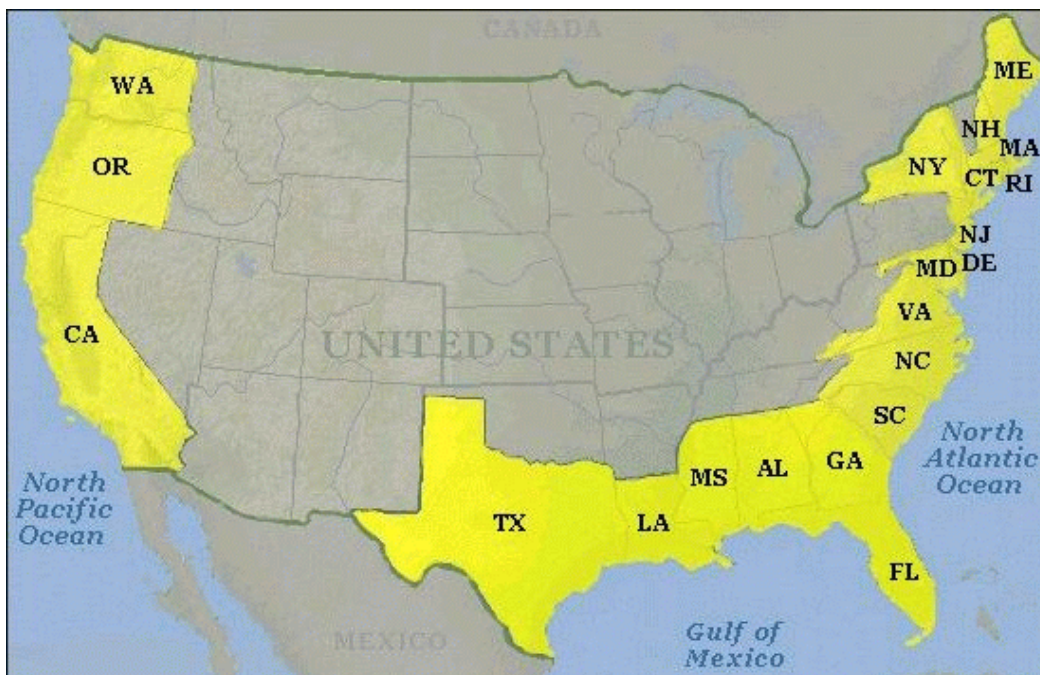 CANADA
WA
ME
OR
NH
MA
NY
CT
RI
NJ
MD
DE
VA
CA
UNITED STATES
NC
SC
North
Atlantic
Ocean
North
Pacific
Ocean
MS
AL
GA
TX
LA
FL
MEXICO
Gulf of
Mexico